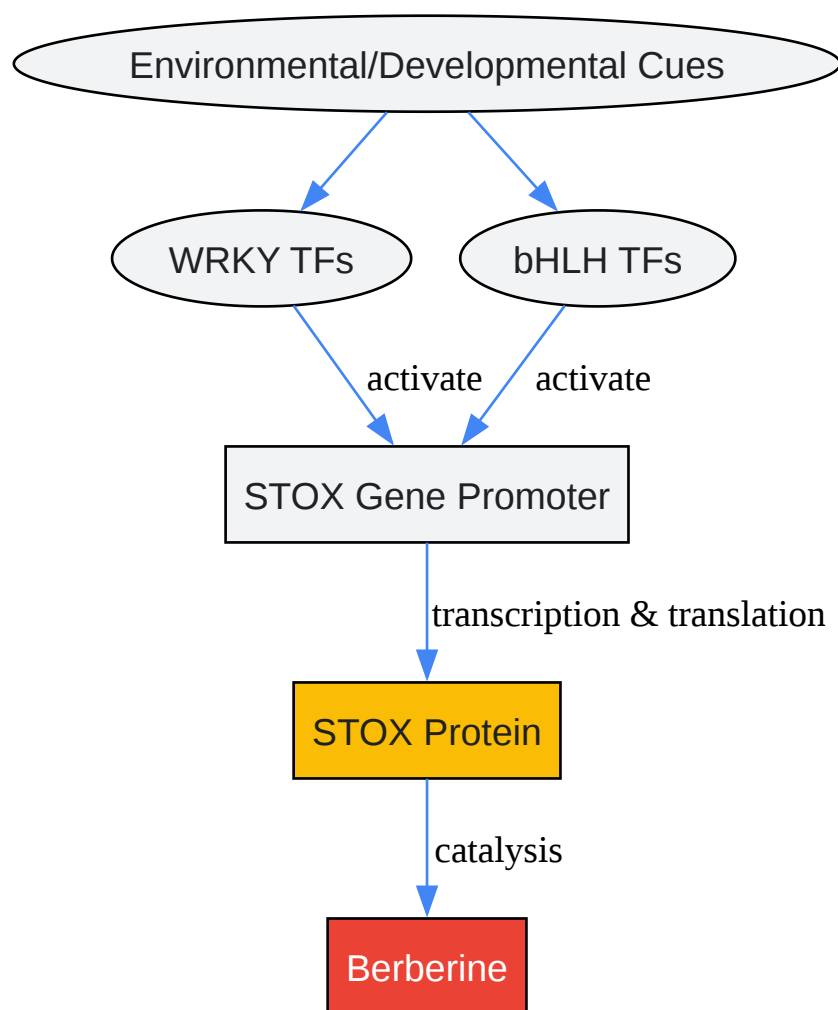 Environmental/Developmental Cues
WRKY TFs
bHLH TFs
activate
activate
STOX Gene Promoter
transcription & translation
STOX Protein
catalysis
Berberine